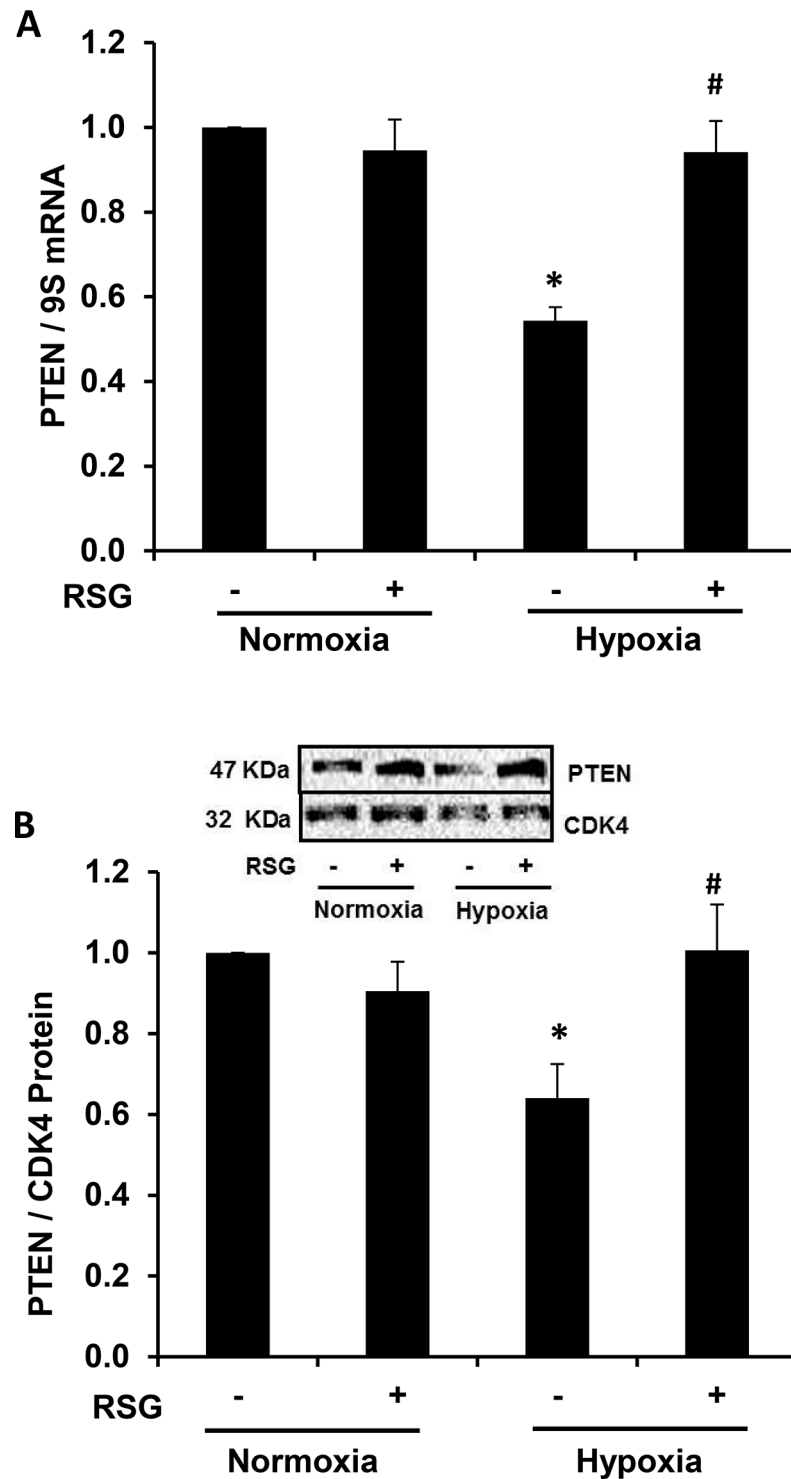 A
1.2
1.0
0.8
0.6
0.4
0.2
0.0
PTEN / 9S mRNA
*
#
RSG - + - +
Normoxia Hypoxia
47 KDa PTEN
32 KDa CDK4
RSG - + - +
Normoxia Hypoxia
B
1.2
1.0
0.8
0.6
0.4
0.2
0.0
PTEN / CDK4 Protein
*
#
RSG - + - +
Normoxia Hypoxia